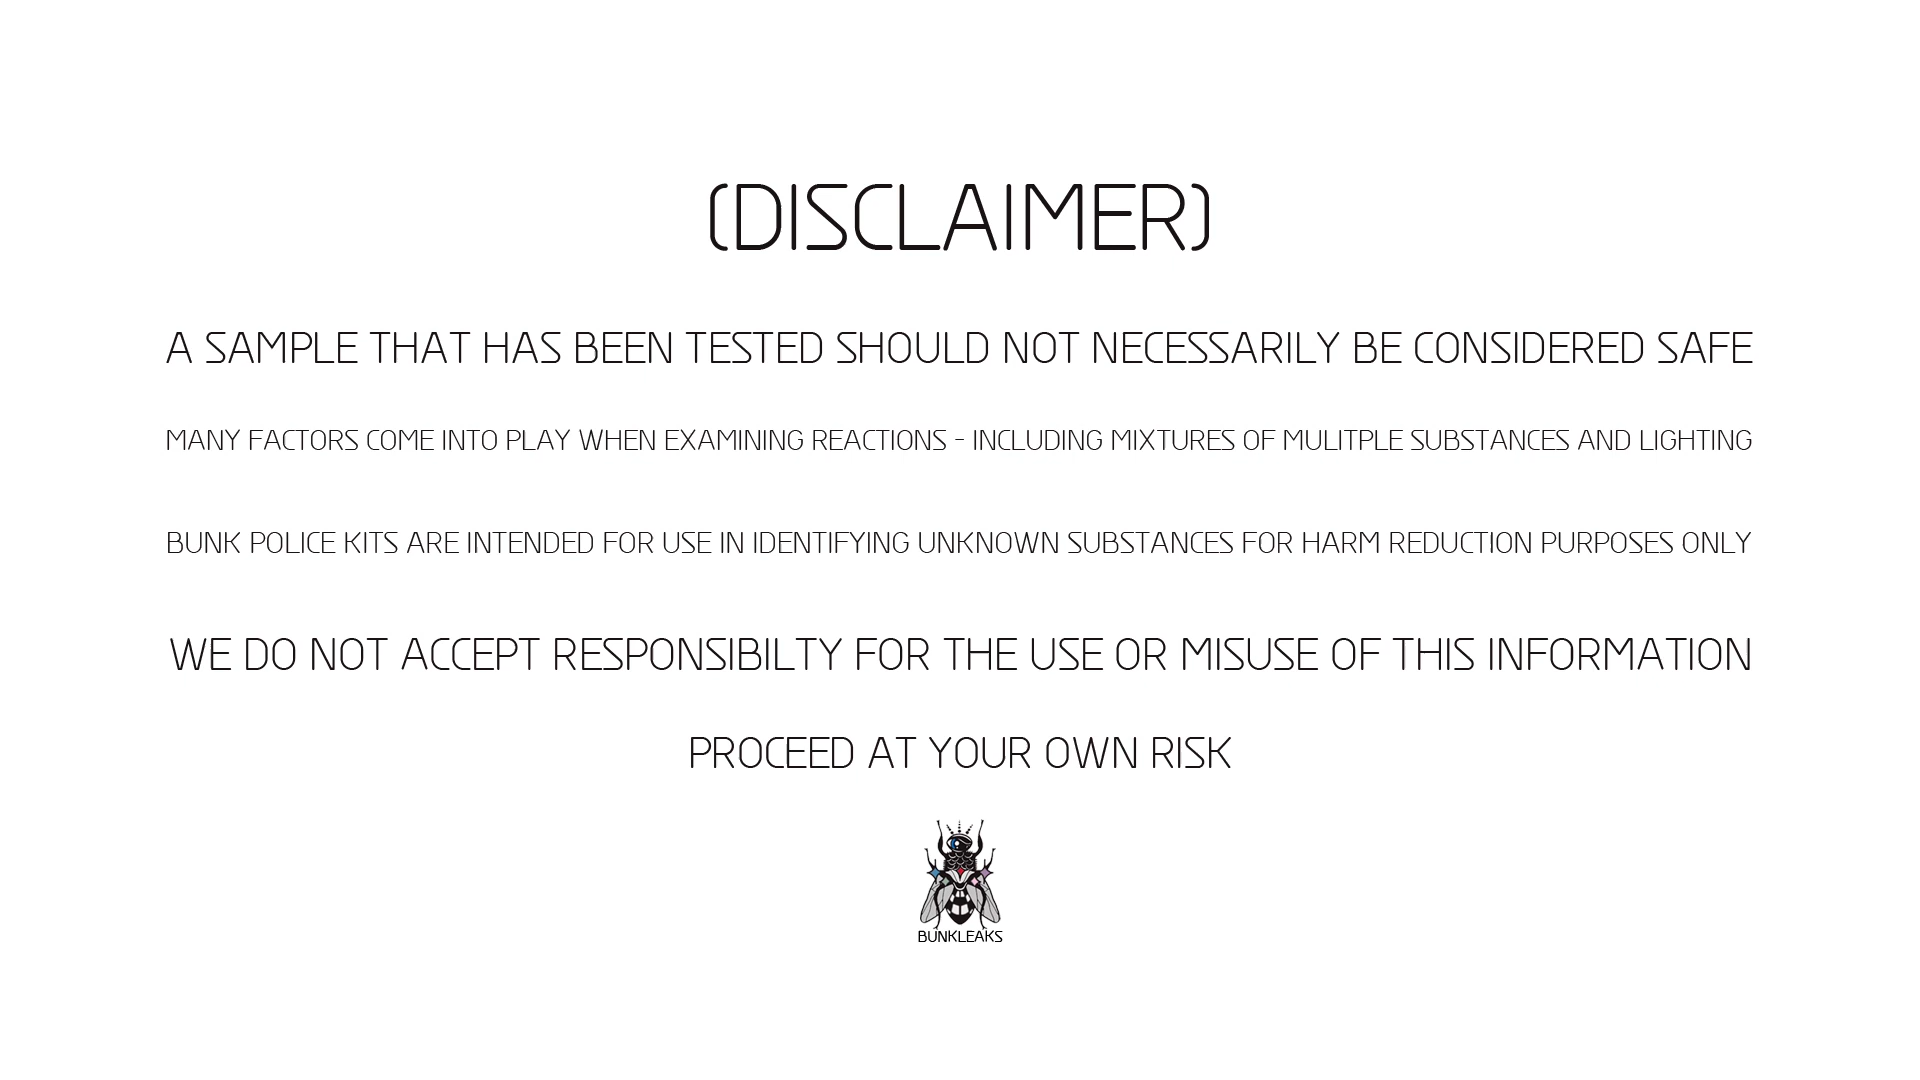 (DISCLAIMER)
A SAMPLE THAT HAS BEEN TESTED SHOULD NOT NECESSARILY BE CONSIDERED SAFE
MANY FACTORS COME INTO PLAY WHEN EXAMINING REACTIONS - INCLUDING MIXTURES OF MULITPLE SUBSTANCES AND LIGHTING
BUNK POLICE KITS ARE INTENDED FOR USE IN IDENTIFYING UNKNOWN SUBSTANCES FOR HARM REDUCTION PURPOSES ONLY
WE DO NOT ACCEPT RESPONSIBILTY FOR THE USE OR MISUSE OF THIS INFORMATION
PROCEED AT YOUR OWN RISK
BUNKLEAKS